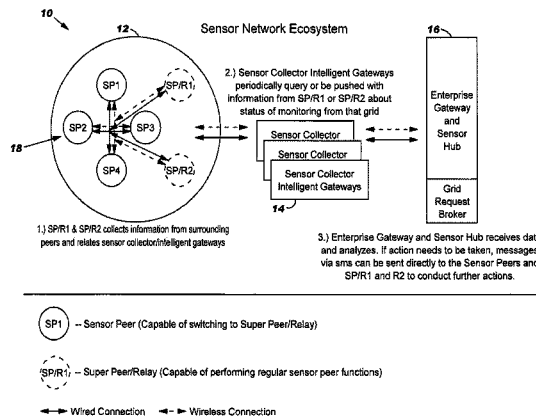 10
12
Sensor Network Ecosystem
16
SP1
SP/R1
SP2
SP3
18
SP4
SP/R2
2.) Sensor Collector Intelligent Gateways
periodically query or be pushed with
information from SP/R1 or SP/R2 about
status of monitoring from that grid
Sensor Collector
Sensor Collector
Sensor Collector
Intelligent Gateways
14
Enterprise
Gateway
and
Sensor
Hub
Grid
Request
Broker
1.) SP/R1 & SP/R2 collects information from surrounding
peers and relates sensor collector/intelligent gateways
3.) Enterprise Gateway and Sensor Hub receives dat
and analyzes. If action needs to be taken, messages
via sms can be sent directly to the Sensor Peers and
SP/R1 and R2 to conduct further actions.
SP1 -- Sensor Peer (Capable of switching to Super Peer/Relay)
SP/R1 -- Super Peer/Relay (Capable of performing regular sensor peer functions)
Wired Connection Wireless Connection